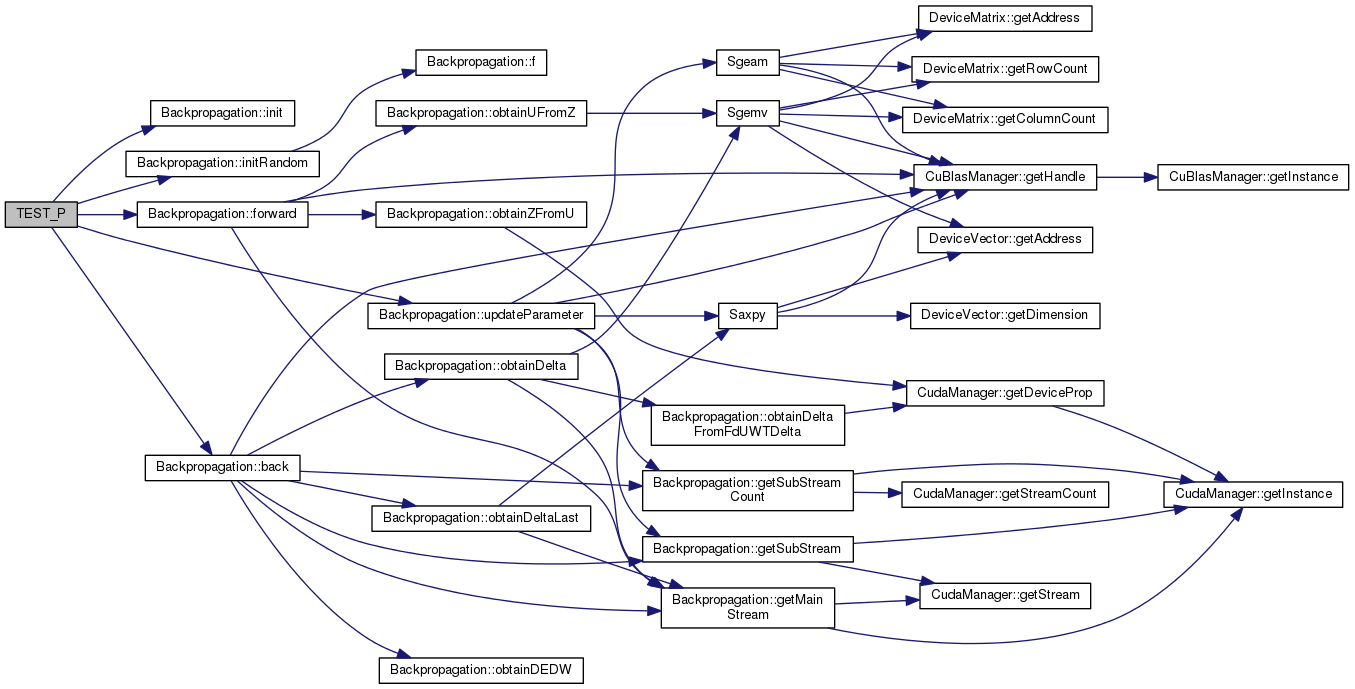 TEST_P
Backpropagation::init
Backpropagation::initRandom
Backpropagation::forward
Backpropagation::back
Backpropagation::f
Backpropagation::obtainUFromZ
Backpropagation::obtainZFromU
Backpropagation::updateParameter
Backpropagation::obtainDelta
Backpropagation::obtainDeltaLast
Backpropagation::obtainDEDW
Sgeam
Sgemv
Saxpy
Backpropagation::obtainDelta
FromFdUWTDelta
Backpropagation::getSubStream
Count
Backpropagation::getSubStream
Backpropagation::getMain
Stream
DeviceMatrix::getAddress
DeviceMatrix::getRowCount
DeviceMatrix::getColumnCount
CuBlasManager::getHandle
DeviceVector::getAddress
DeviceVector::getDimension
CudaManager::getDeviceProp
CudaManager::getStreamCount
CudaManager::getStream
CuBlasManager::getInstance
CudaManager::getInstance